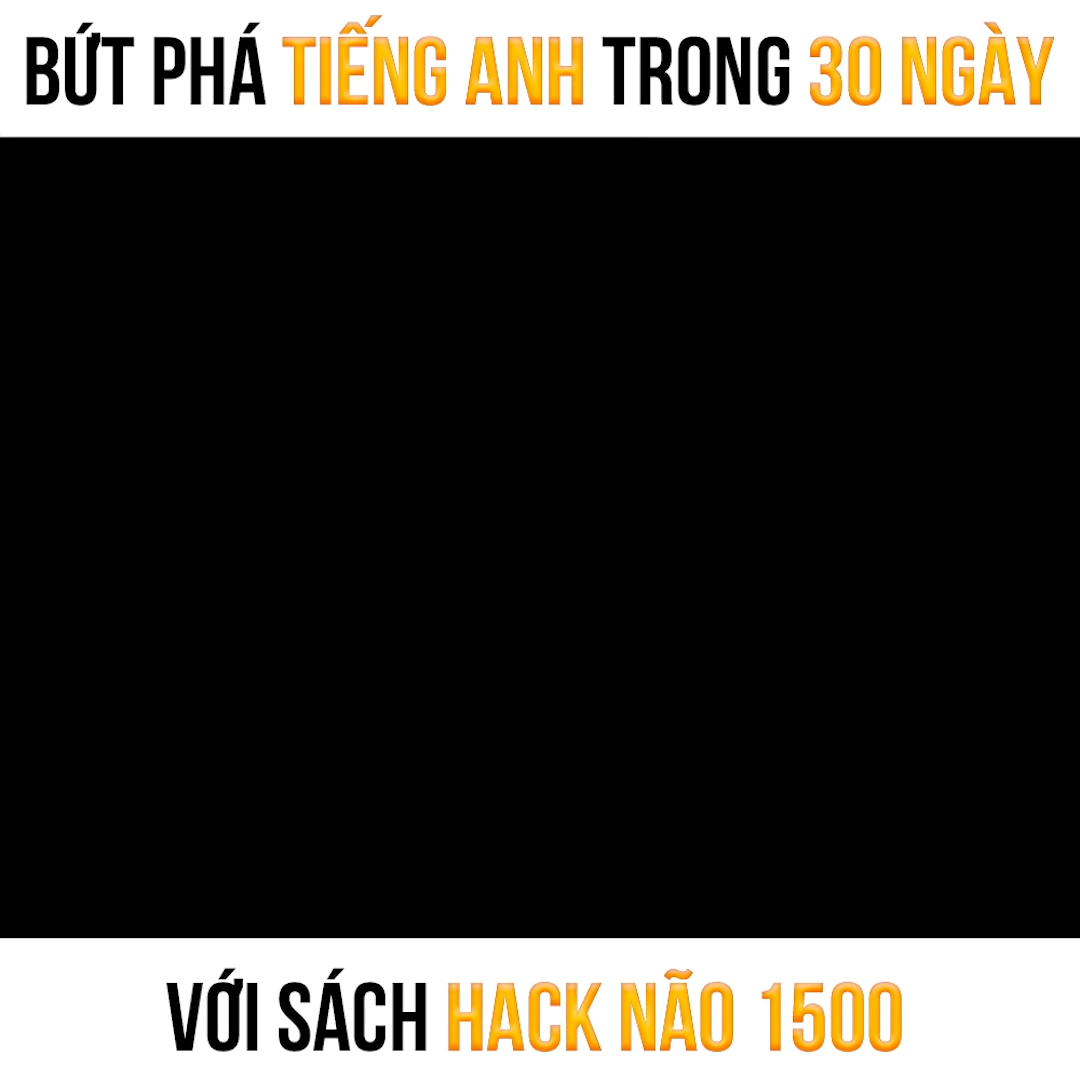 BỨT PHÁ TIẾNG ANH TRONG 30 NGÀY
VỚI SÁCH HACK NÃO 1500